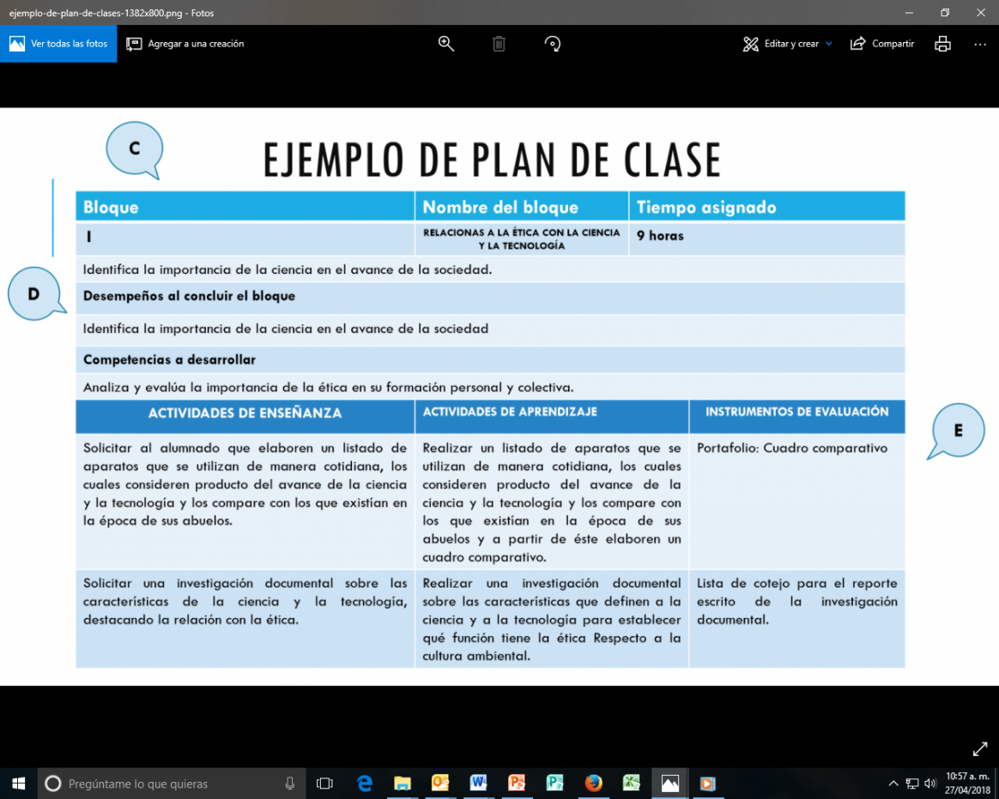 ejemplo-de-plan-de-clases-1382x800.png - Fotos
Ver todas las fotos
Agregar a una creación
Editar y crear
Compartir
C
EJEMPLO DE PLAN DE CLASE
Bloque
Nombre del bloque
Tiempo asignado
I
RELACIONAS A LA ÉTICA CON LA CIENCIA
Y LA TECNOLOGÍA
9 horas
Identifica la importancia de la ciencia en el avance de la sociedad.
D
Desempeños al concluir el bloque
Identifica la importancia de la ciencia en el avance de la sociedad
Competencias a desarrollar
Analiza y evalúa la importancia de la ética en su formación personal y colectiva.
ACTIVIDADES DE ENSEÑANZA
ACTIVIDADES DE APRENDIZAJE
INSTRUMENTOS DE EVALUACIÓN
E
Solicitar al alumnado que elaboren un listado de
aparatos que se utilizan de manera cotidiana, los
cuales consideren producto del avance de la ciencia
y la tecnología y los compare con los que existían en
la época de sus abuelos.
Realizar un listado de aparatos que se
utilizan de manera cotidiana, los cuales
consideren producto del avance de la
ciencia y la tecnología y los compare con
los que existían en la época de sus
abuelos y a partir de éste elaboren un
cuadro comparativo.
Portafolio: Cuadro comparativo
Solicitar una investigación documental sobre las
características de la ciencia y la tecnología,
destacando la relación con la ética.
Realizar una investigación documental
sobre las características que definen a la
ciencia y a la tecnología para establecer
qué función tiene la ética Respecto a la
cultura ambiental.
Lista de cotejo para el reporte
escrito de la investigación
documental.
Pregúntame lo que quieras
10:57 a. m.
27/04/2018